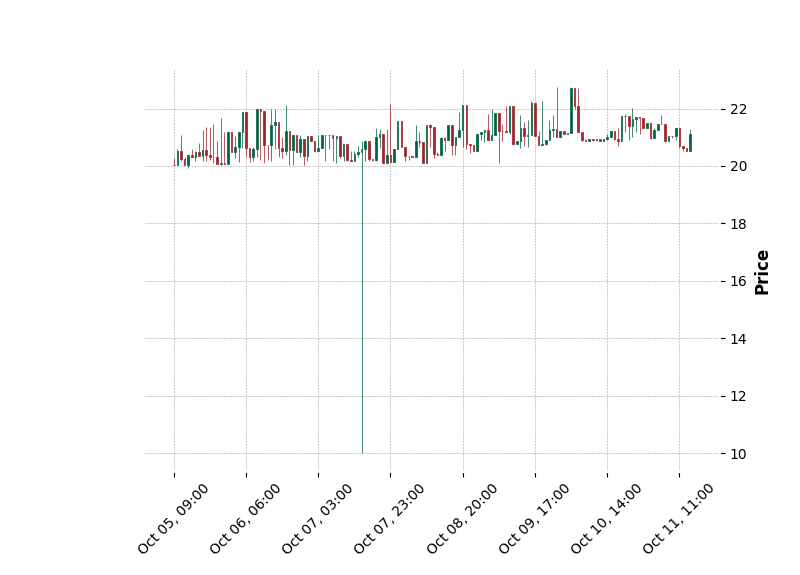 22
20
18
16
14
12
10
Price
Oct 05, 09:00
Oct 06, 06:00
Oct 07, 03:00
Oct 07, 23:00
Oct 08, 20:00
Oct 09, 17:00
Oct 10, 14:00
Oct 11, 11:00